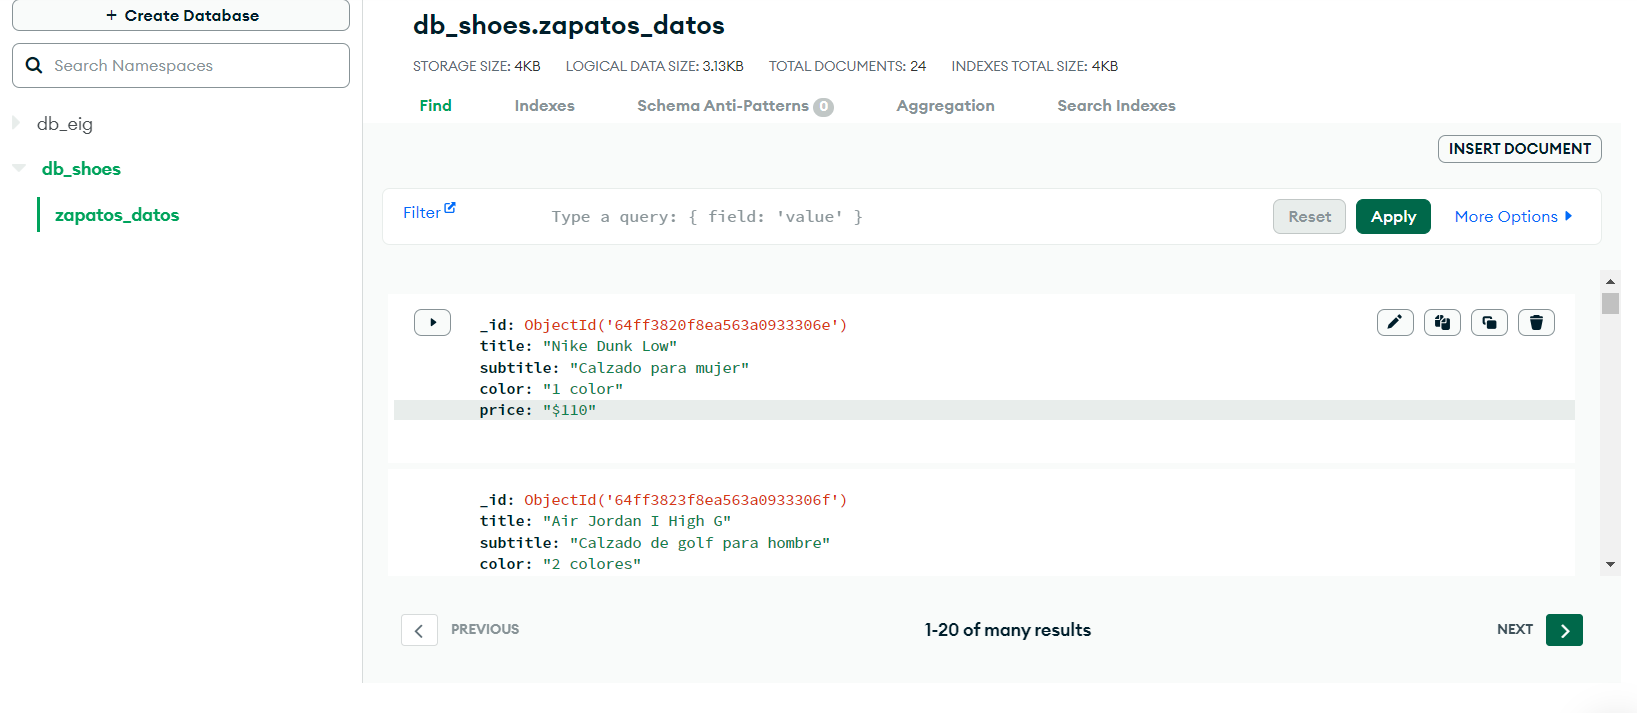 + Create Database
Search Namespaces
db_eig
db_shoes
zapatos_datos
db_shoes.zapatos_datos
STORAGE SIZE: 4KB LOGICAL DATA SIZE: 3.13KB TOTAL DOCUMENTS: 24 INDEXES TOTAL SIZE: 4KB
Find Indexes Schema Anti-Patterns 0 Aggregation Search Indexes
INSERT DOCUMENT
Filter Type a query: { field: 'value' } Reset Apply More Options
_id: ObjectId('64ff3820f8ea563a0933306e')
title: "Nike Dunk Low"
subtitle: "Calzado para mujer"
color: "1 color"
price: "$110"
_id: ObjectId('64ff3823f8ea563a0933306f')
title: "Air Jordan I High G"
subtitle: "Calzado de golf para hombre"
color: "2 colores"
PREVIOUS 1-20 of many results NEXT